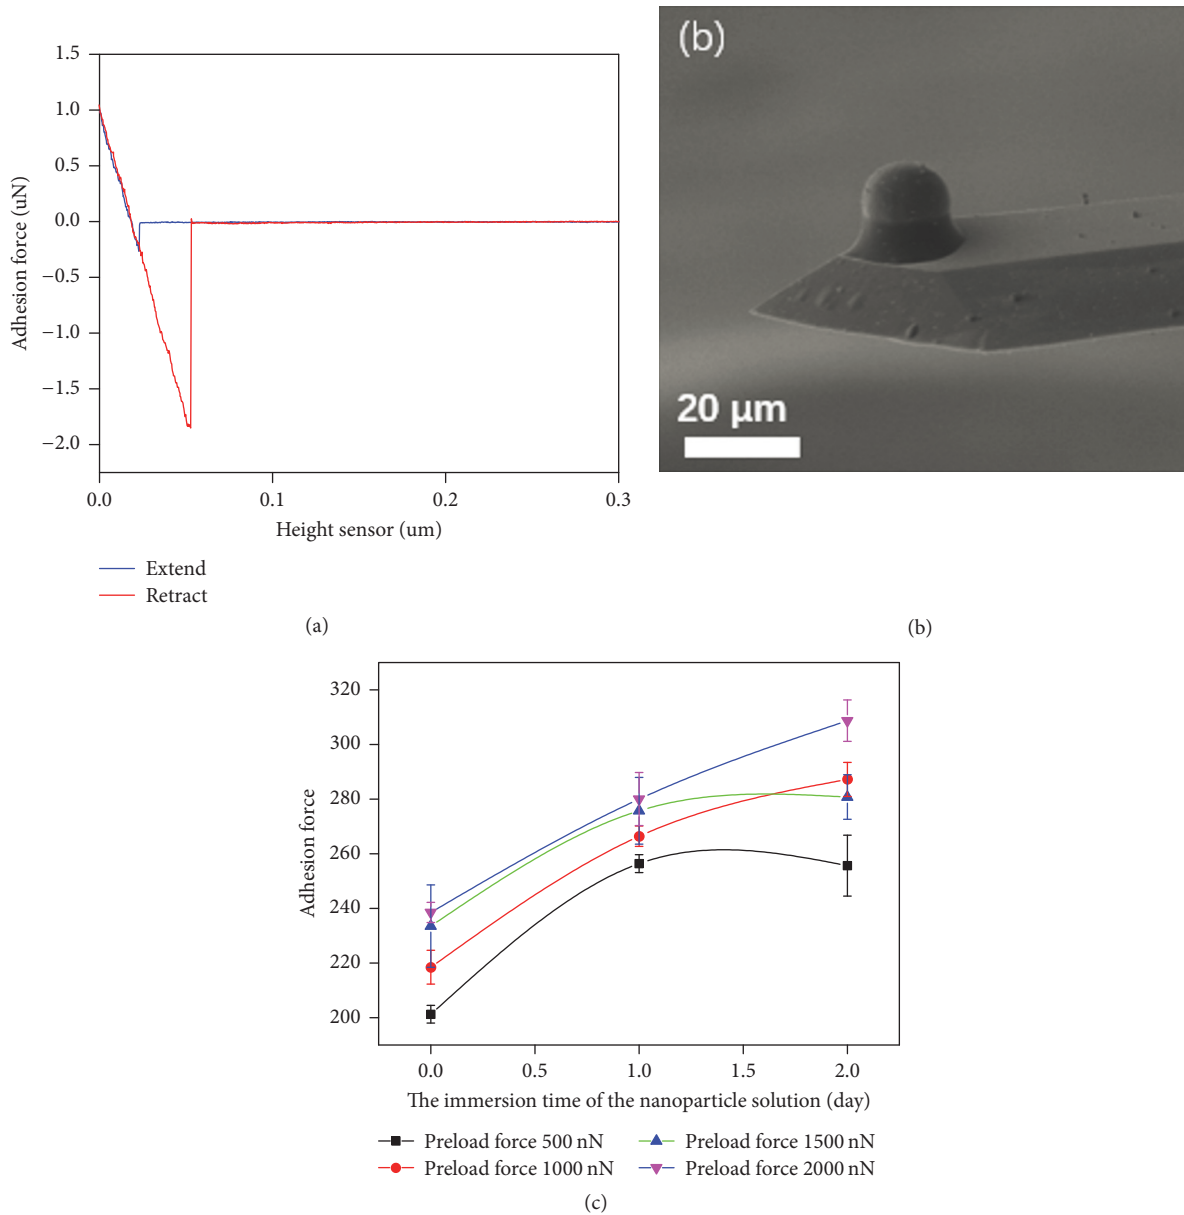 1.5
1.0
0.5
0.0
−0.5
−1.0
−1.5
−2.0
Adhesion force (uN)
0.0 0.1 0.2 0.3
Height sensor (um)
Extend
Retract
(a)
(b)
20 µm
(b)
320
300
280
260
240
220
200
Adhesion force
0.0 0.5 1.0 1.5 2.0
The immersion time of the nanoparticle solution (day)
Preload force 500 nN
Preload force 1000 nN
Preload force 1500 nN
Preload force 2000 nN
(c)